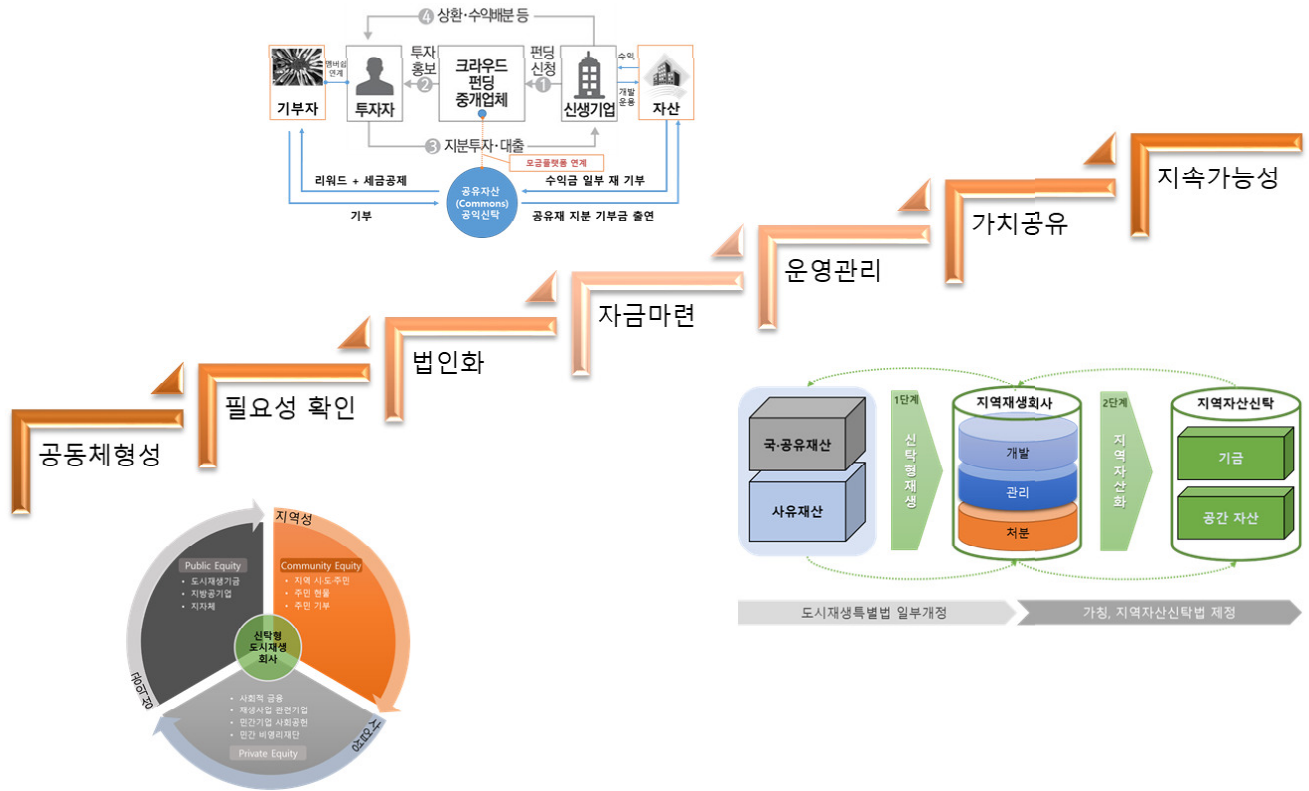 ④ 상환·수익배분 등
기부자
멤버쉽
연계
투자자
투자
홍보
②
크라우드
펀딩
중개업체
펀딩
신청
①
신생기업
수익
개발
운용
자산
③ 지분투자·대출
모금플랫폼 연계
리워드 + 세금공제
기부
공유자산
(Commons)
공익신탁
수익금 일부 재 기부
공유재 지분 기부금 출연
공동체형성
필요성 확인
법인화
자금마련
운영관리
가치공유
지속가능성
지역성
공공성
사업성
Public Equity
• 도시재생기금
• 지방공기업
• 지자체
Community Equity
• 지역 시·도·주민
• 주민 현물
• 주민 기부
신탁형
도시재생
회사
• 사회적 금융
• 재생사업 관련기업
• 민간기업 사회공헌
• 민간 비영리재단
Private Equity
국·공유재산
사유재산
1단계
신탁형재생
지역재생회사
개발
관리
처분
2단계
지역자산화
지역자산신탁
기금
공간 자산
도시재생특별법 일부개정
가칭, 지역자산신탁법 제정